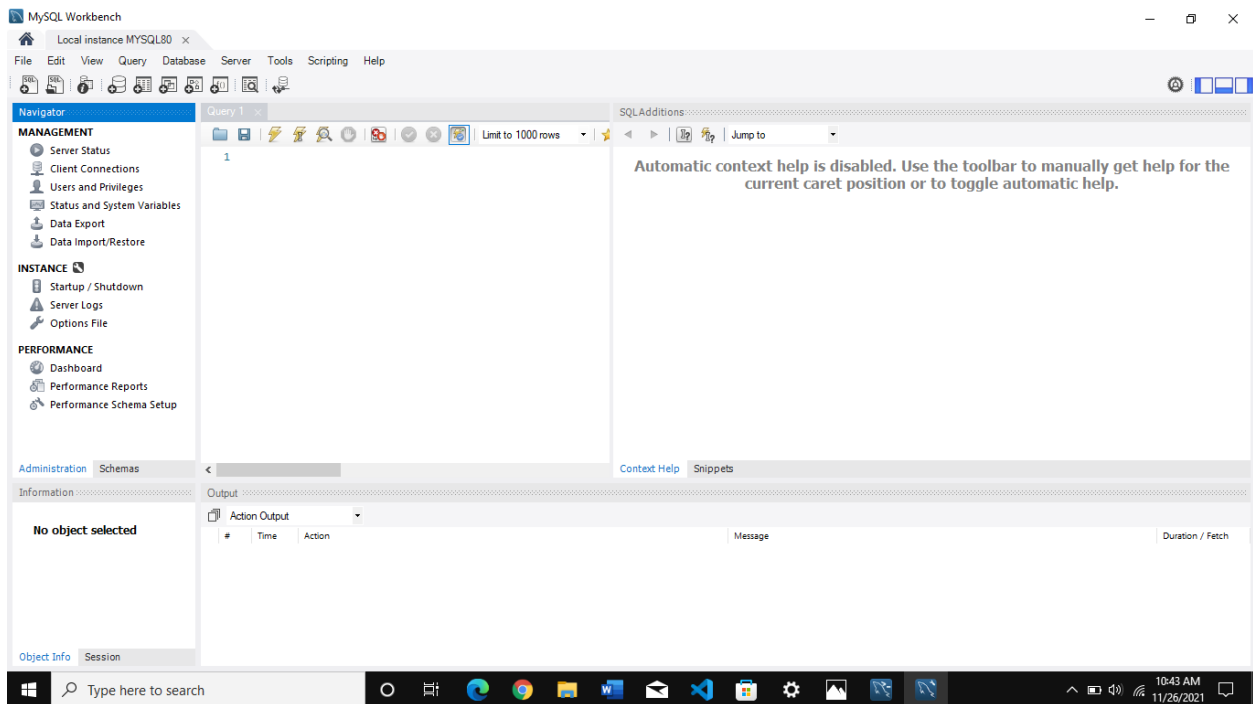 MySQL Workbench
Local instance MYSQL80
File Edit View Query Database Server Tools Scripting Help
Navigator
MANAGEMENT
Server Status
Client Connections
Users and Privileges
Status and System Variables
Data Export
Data Import/Restore
INSTANCE
Startup / Shutdown
Server Logs
Options File
PERFORMANCE
Dashboard
Performance Reports
Performance Schema Setup
Administration Schemas
Query 1
Limit to 1000 rows
1
SQLAdditions
Jump to
Automatic context help is disabled. Use the toolbar to manually get help for the
current caret position or to toggle automatic help.
Context Help Snippets
Information
No object selected
Object Info Session
Output
Action Output
# Time Action Message Duration / Fetch
Type here to search
10:43 AM
11/26/2021